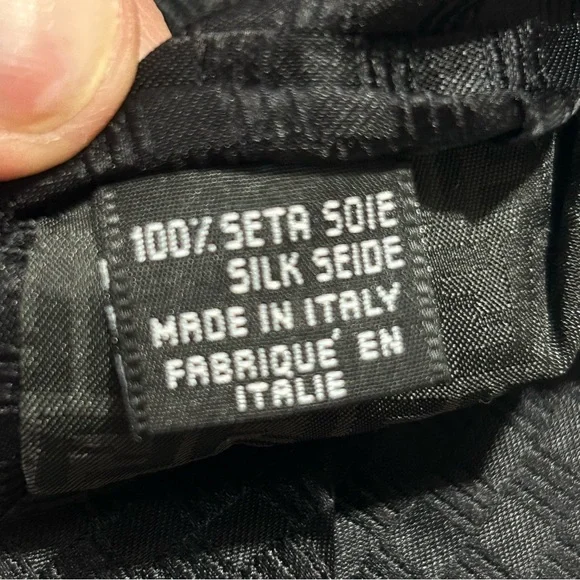 100% SETA SOIE
SILK SEIDE
MADE IN ITALY
FABRIQUE' EN
ITALIE